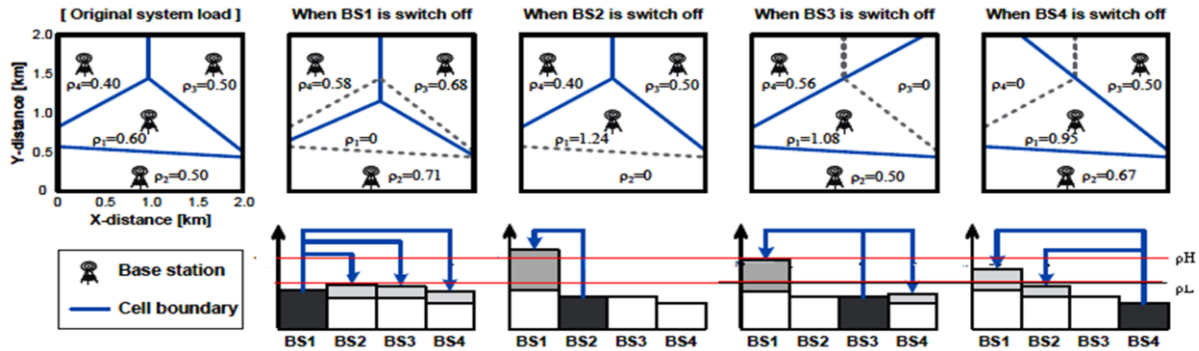 [ Original system load ] When BS1 is switch off When BS2 is switch off When BS3 is switch off When BS4 is switch off
2.0
1.5
1.0
0.5
0
Y-distance [km]
ρ4=0.40
ρ3=0.50
ρ1=0.60
ρ2=0.50
0 1.0 2.0
X-distance [km]
ρ4=0.58
ρ3=0.68
ρ1=0
ρ2=0.71
ρ4=0.40
ρ3=0.50
ρ1=1.24
ρ2=0
ρ4=0.56
ρ3=0
ρ1=1.08
ρ2=0.50
ρ4=0
ρ3=0.50
ρ1=0.95
ρ2=0.67
Base station
Cell boundary
ρH
ρL
BS1 BS2 BS3 BS4
BS1 BS2 BS3 BS4
BS1 BS2 BS3 BS4
BS1 BS2 BS3 BS4